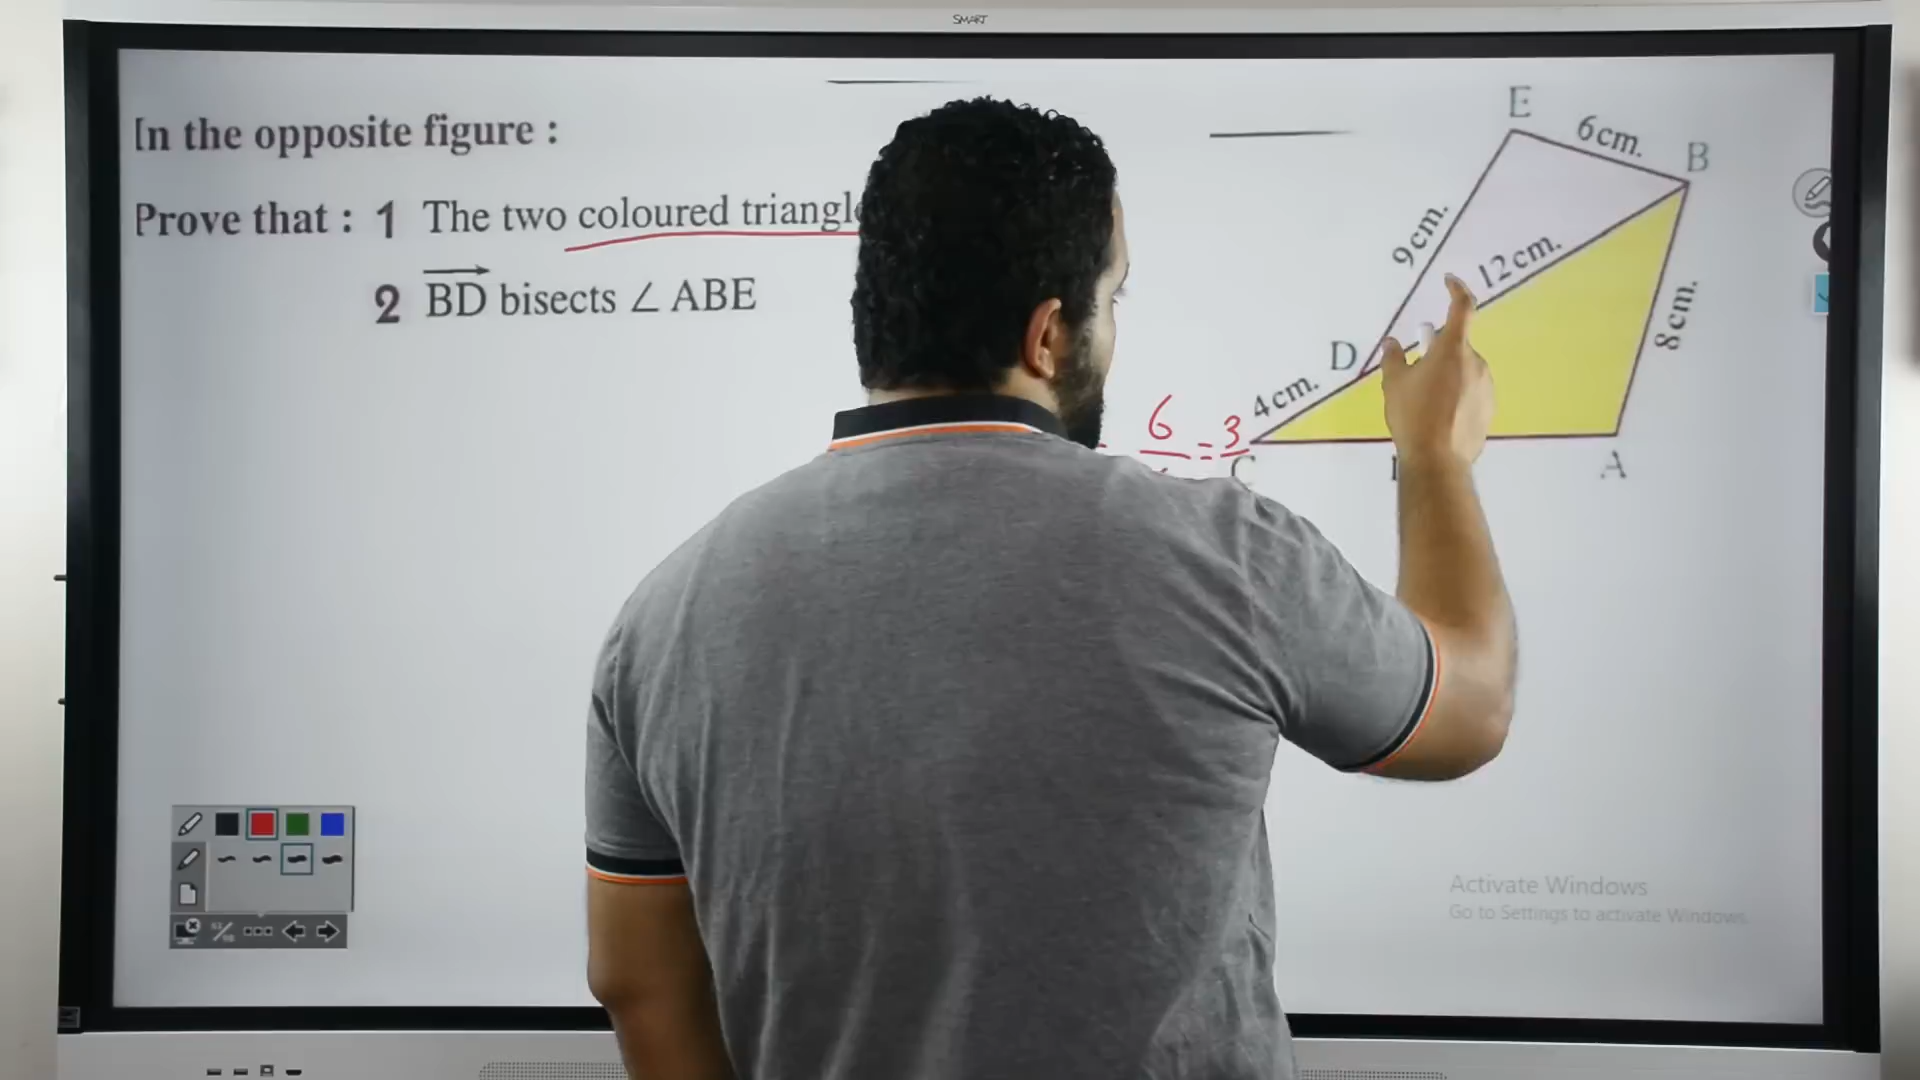 SMART
In the opposite figure :
Prove that : 1 The two coloured
2 BD bisects ∠ ABE
E
6cm.
B
9cm.
12cm.
8cm.
D
4cm.
6
= 3
C
A
Activate Windows
Go to Settings to activate Windows.